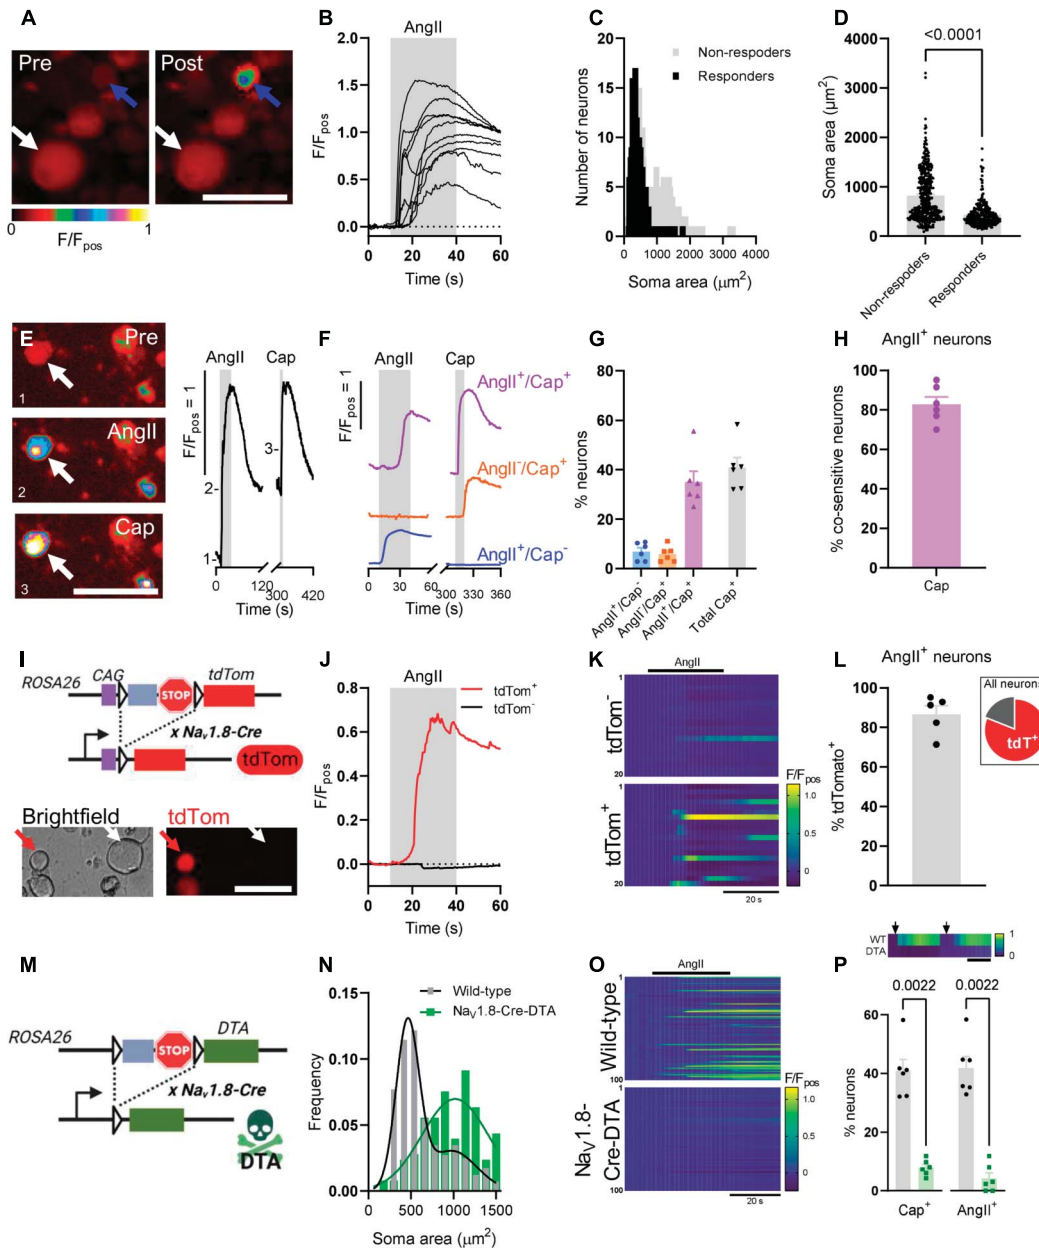 A
Pre
Post
0
1
F/Fpos
B
AngII
2.0
1.5
1.0
0.5
0.0
F/Fpos
0 20 40 60
Time (s)
C
20
15
10
5
0
Number of neurons
Non-respoders
Responders
0 1000 2000 3000 4000
Soma area (μm²)
D
<0.0001
4000
3000
2000
1000
0
Soma area (μm²)
Non-respoders
Responders
E
Pre
1
AngII
2
Cap
3
AngII
Cap
F/Fpos = 1
3-
2-
1-
0 120 300 420
Time (s)
F
AngII
Cap
F/Fpos = 1
AngII⁺/Cap⁺
AngII⁻/Cap⁺
AngII⁺/Cap⁻
0 30 60 300 330 360
Time (s)
G
80
60
40
20
0
% neurons
AngII⁺/Cap⁻
AngII⁻/Cap⁺
AngII⁺/Cap⁺
Total Cap⁺
H
AngII⁺ neurons
100
80
60
40
20
0
% co-sensitive neurons
Cap
I
ROSA26
CAG
STOP
tdTom
x Nav1.8-Cre
tdTom
Brightfield
tdTom
J
AngII
tdTom⁺
tdTom⁻
0.8
0.6
0.4
0.2
0.0
F/Fpos
0 20 40 60
Time (s)
K
AngII
1
tdTom⁻
20
1
tdTom⁺
20
F/Fpos
1.0
0.5
0
20 s
L
AngII⁺ neurons
100
80
60
40
20
0
% tdTomato⁺
All neurons
tdT⁺
M
ROSA26
STOP
DTA
x Nav1.8-Cre
DTA
N
0.15
0.10
0.05
0.00
Frequency
Wild-type
NaV1.8-Cre-DTA
0 500 1000 1500
Soma area (μm²)
O
AngII
1
Wild-type
100
1
NaV1.8-
Cre-DTA
100
F/Fpos
1.0
0.5
0
20 s
P
WT
DTA
1
0
0.0022
0.0022
60
40
20
0
% neurons
Cap⁺
AngII⁺